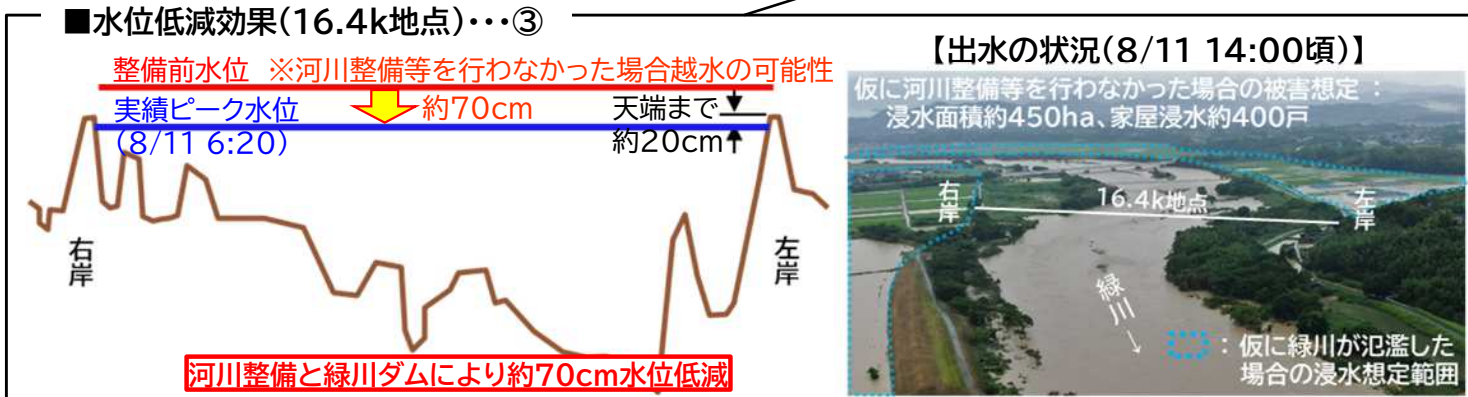 ■水位低減効果(16.4k地点)･･･③
整備前水位 ※河川整備等を行わなかった場合越水の可能性
実績ピーク水位
(8/11 6:20)
約70cm
天端まで
約20cm
右岸
左岸
河川整備と緑川ダムにより約70cm水位低減
【出水の状況(8/11 14:00頃)】
仮に河川整備等を行わなかった場合の被害想定：
浸水面積約450ha、家屋浸水約400戸
右岸
16.4k地点
左岸
緑川→
：仮に緑川が氾濫した
場合の浸水想定範囲